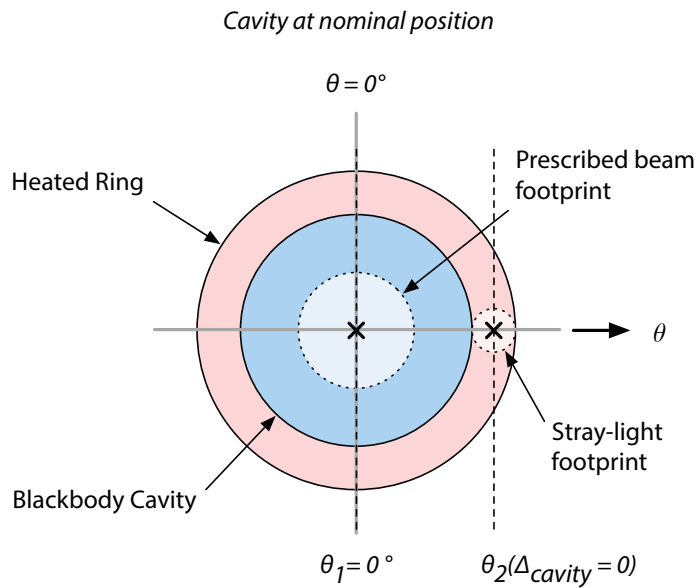 Cavity at nominal position
θ = 0°
Prescribed beam
footprint
Heated Ring
θ
Stray-light
footprint
Blackbody Cavity
θ1 = 0 °
θ2(Δcavity = 0)